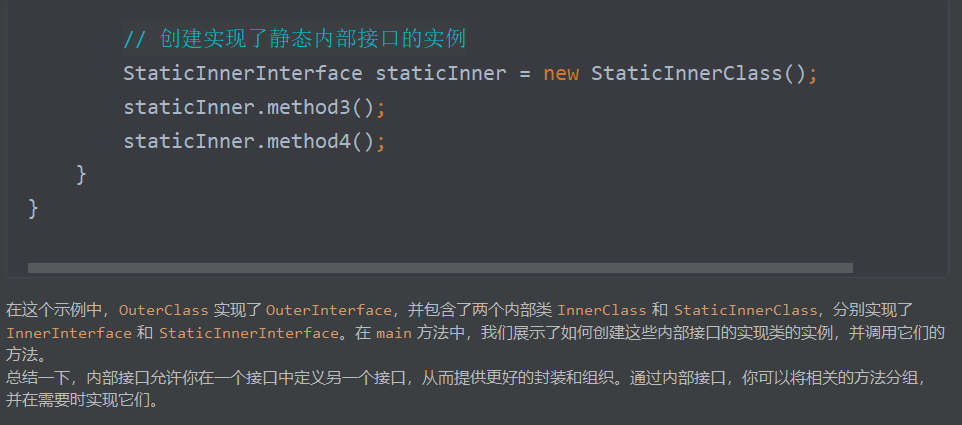 // 创建实现了静态内部接口的实例
StaticInnerInterface staticInner = new StaticInnerClass();
staticInner.method3();
staticInner.method4();
}
}
在这个示例中，OuterClass 实现了 OuterInterface，并包含了两个内部类 InnerClass 和 StaticInnerClass，分别实现了
InnerInterface 和 StaticInnerInterface。在 main 方法中，我们展示了如何创建这些内部接口的实现类的实例，并调用它们的
方法。
总结一下，内部接口允许你在一个接口中定义另一个接口，从而提供更好的封装和组织。通过内部接口，你可以将相关的方法分组，
并在需要时实现它们。